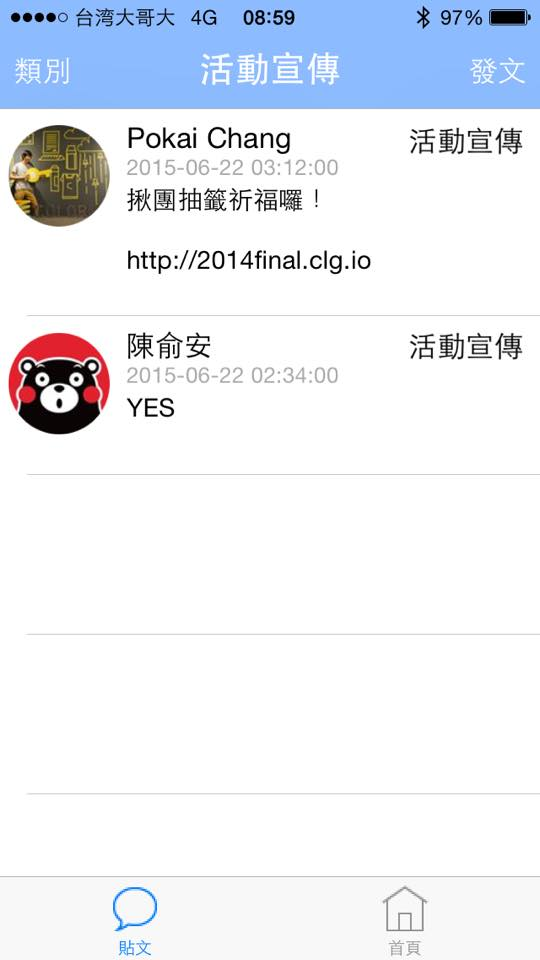 台湾大哥大 4G 08:59 97%
類別 活動宣傳 發文
Pokai Chang 活動宣傳
2015-06-22 03:12:00
揪團抽籤祈福囉！
http://2014final.clg.io
陳俞安 活動宣傳
2015-06-22 02:34:00
YES
貼文 首頁